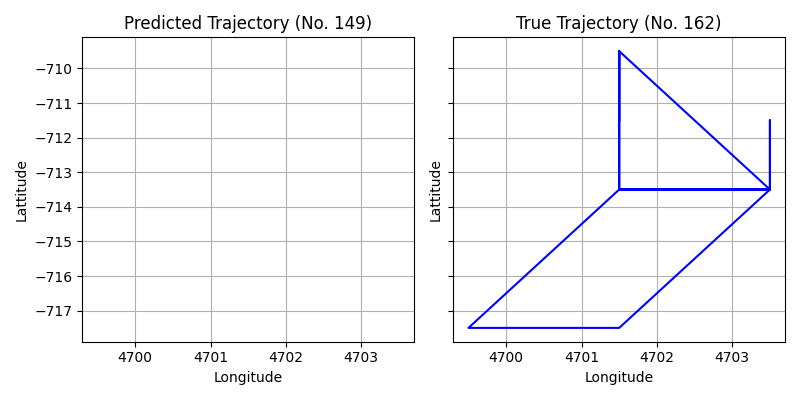 Predicted Trajectory (No. 149)
True Trajectory (No. 162)
Lattitude
−710
−711
−712
−713
−714
−715
−716
−717
4700
4701
4702
4703
Longitude
Lattitude
4700
4701
4702
4703
Longitude